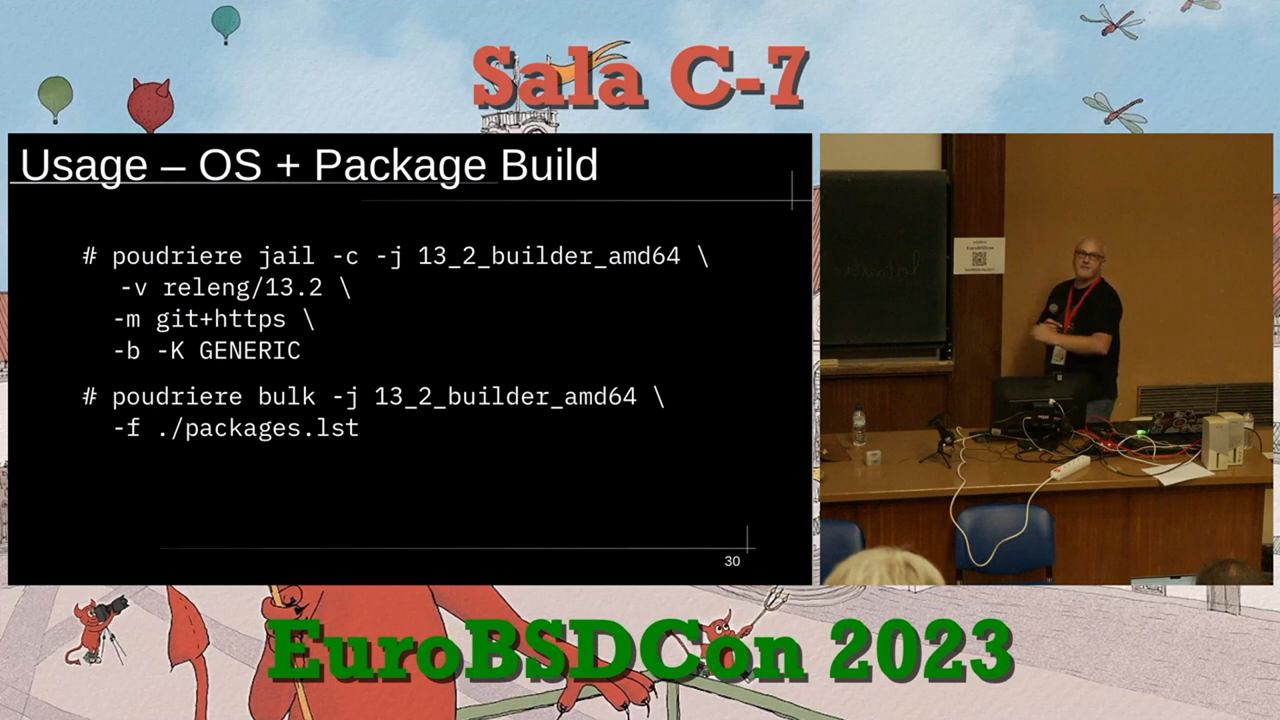 Sala C-7
Usage – OS + Package Build
# poudriere jail -c -j 13_2_builder_amd64 \
-v releng/13.2 \
-m git+https \
-b -K GENERIC
# poudriere bulk -j 13_2_builder_amd64 \
-f ./packages.lst
30
EuroBSDCon 2023